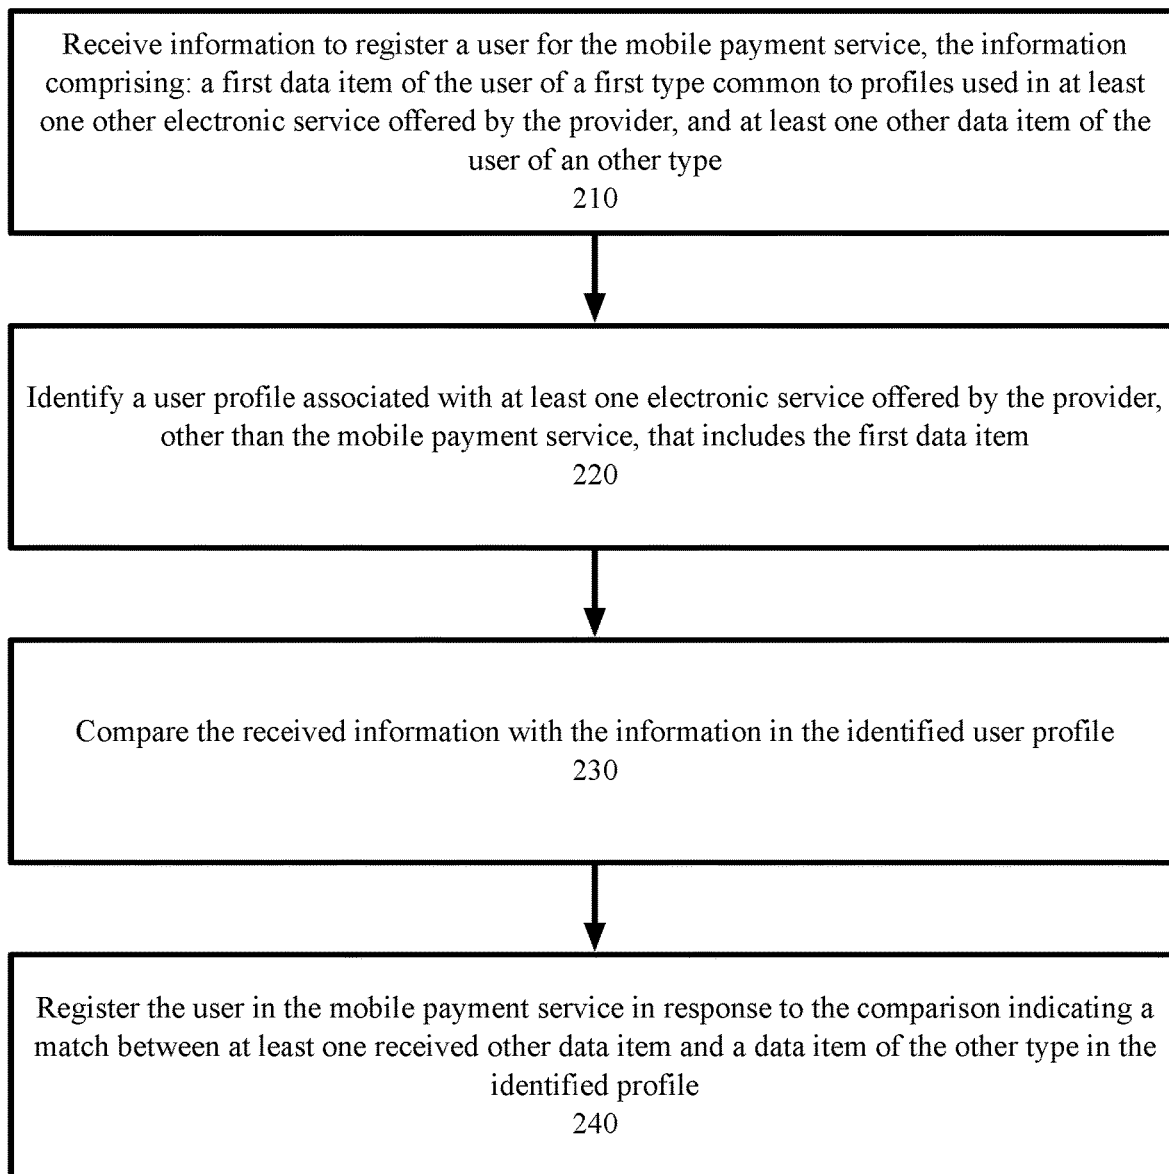 Receive information to register a user for the mobile payment service, the information
comprising: a first data item of the user of a first type common to profiles used in at least
one other electronic service offered by the provider, and at least one other data item of the
user of an other type
210
Identify a user profile associated with at least one electronic service offered by the provider,
other than the mobile payment service, that includes the first data item
220
Compare the received information with the information in the identified user profile
230
Register the user in the mobile payment service in response to the comparison indicating a
match between at least one received other data item and a data item of the other type in the
identified profile
240